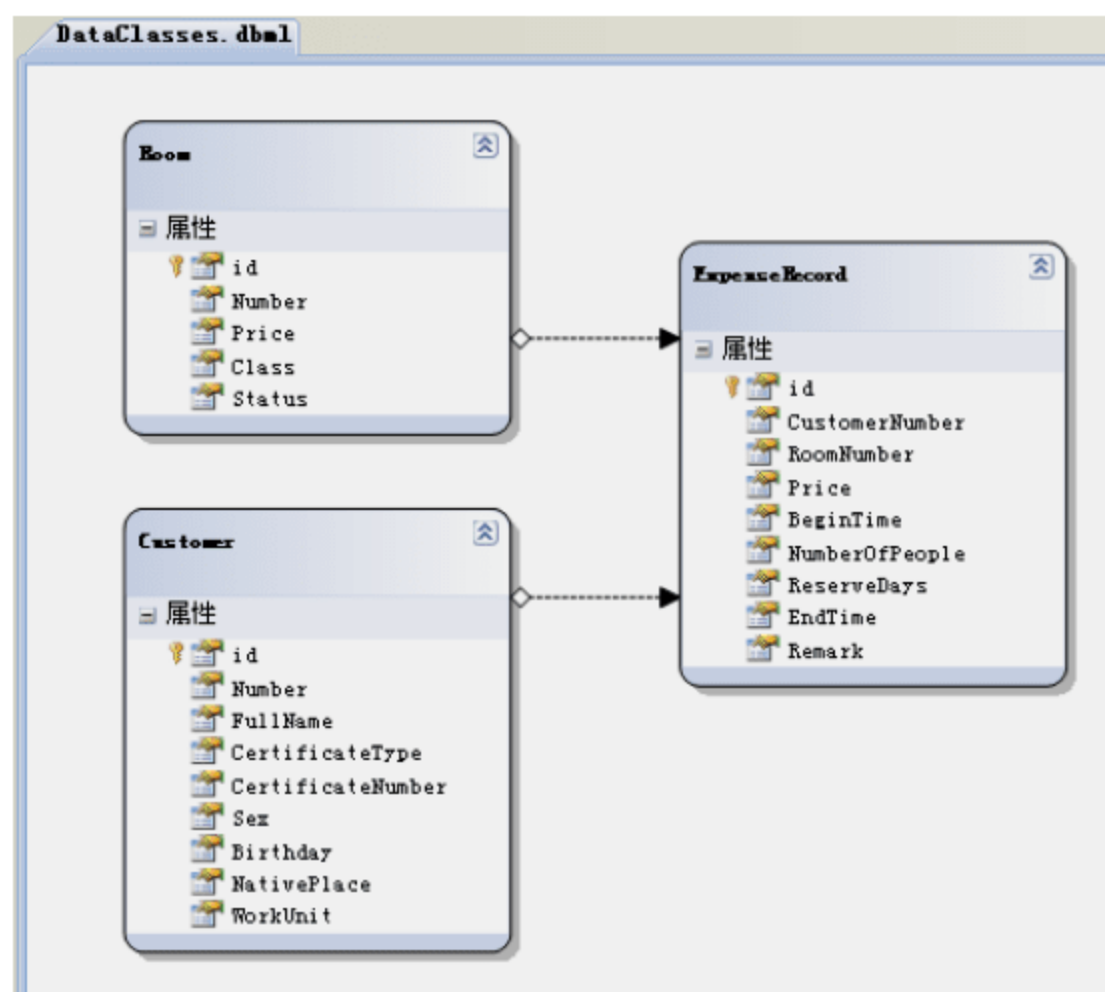 DataClasses.dbml
Room
属性
id
Number
Price
Class
Status
Customer
属性
id
Number
FullName
CertificateType
CertificateNumber
Sex
Birthday
NativePlace
WorkUnit
ExpenseRecord
属性
id
CustomerNumber
RoomNumber
Price
BeginTime
NumberOfPeople
ReserveDays
EndTime
Remark